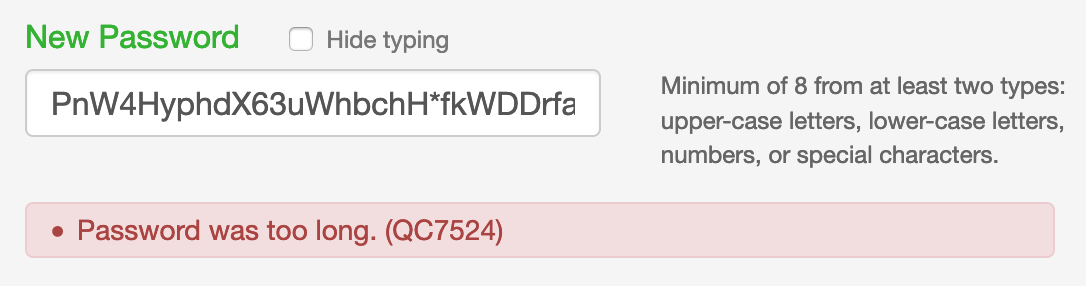 New Password
Hide typing
PnW4HyphdX63uWhbchH*fkWDDrfa
Minimum of 8 from at least two types:
upper-case letters, lower-case letters,
numbers, or special characters.
• Password was too long. (QC7524)